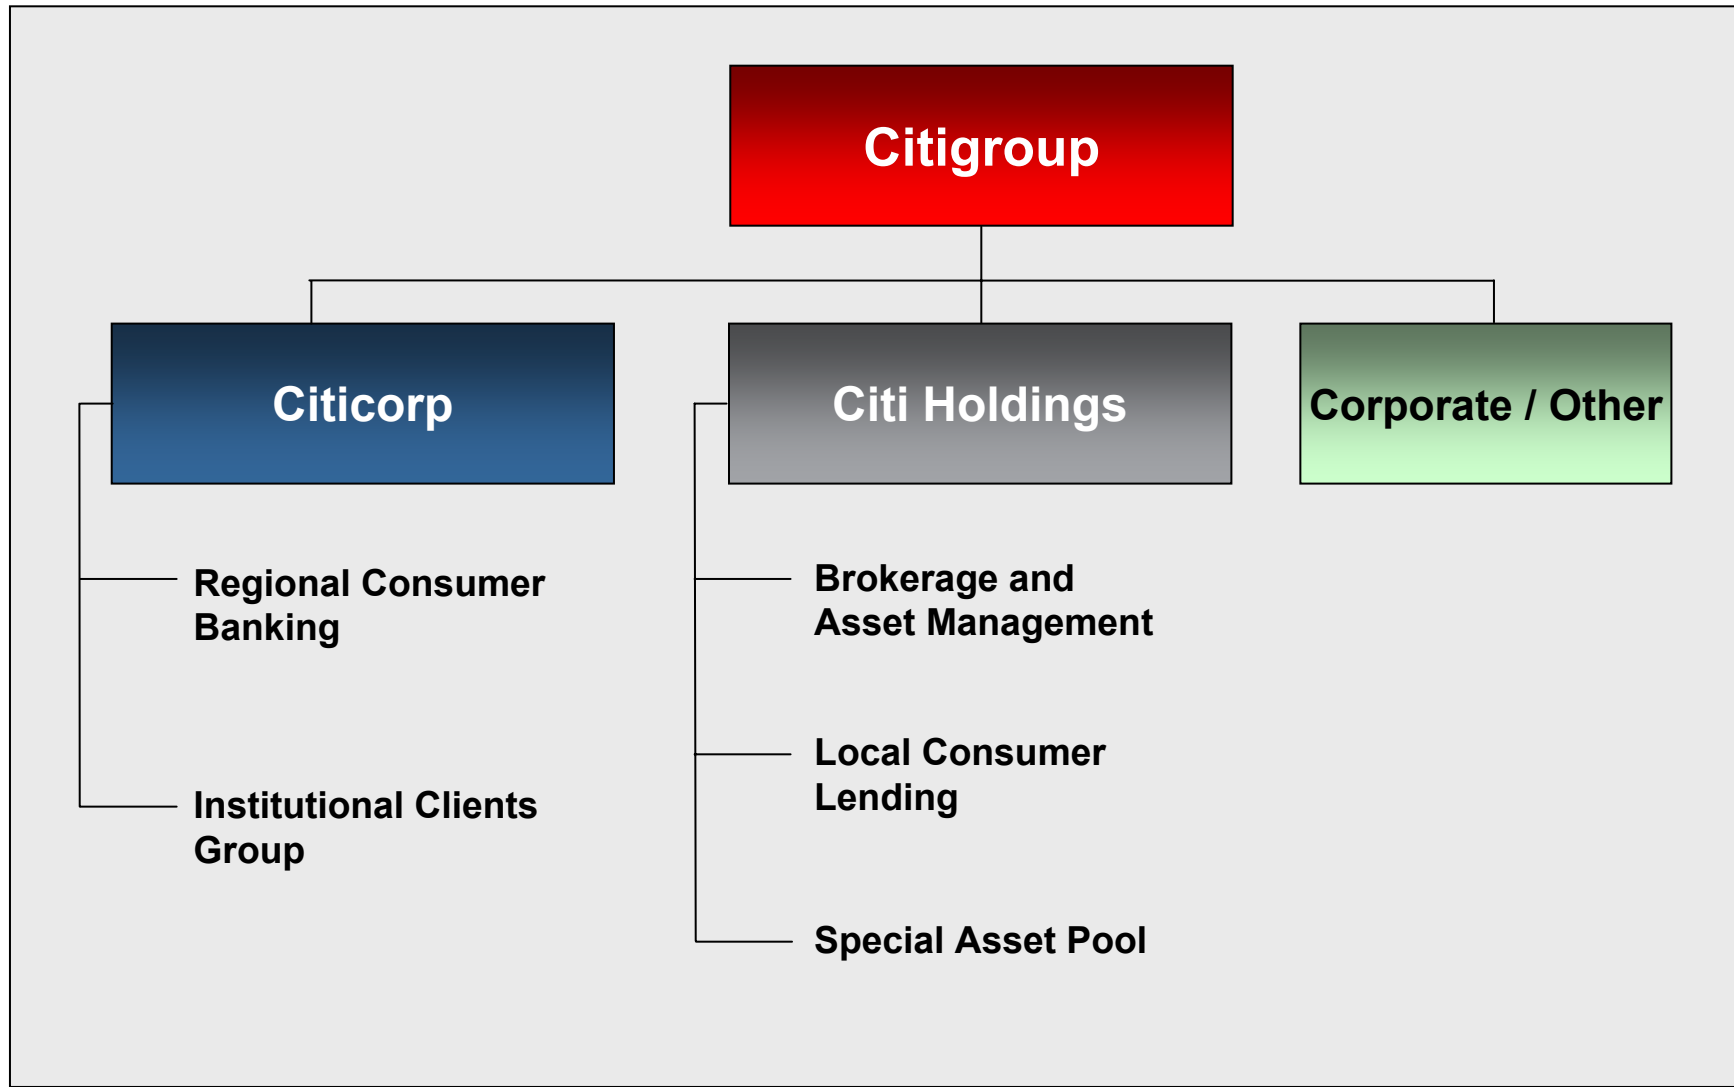 Citigroup
Citicorp
Citi Holdings
Corporate / Other
Regional Consumer
Banking
Institutional Clients
Group
Brokerage and
Asset Management
Local Consumer
Lending
Special Asset Pool